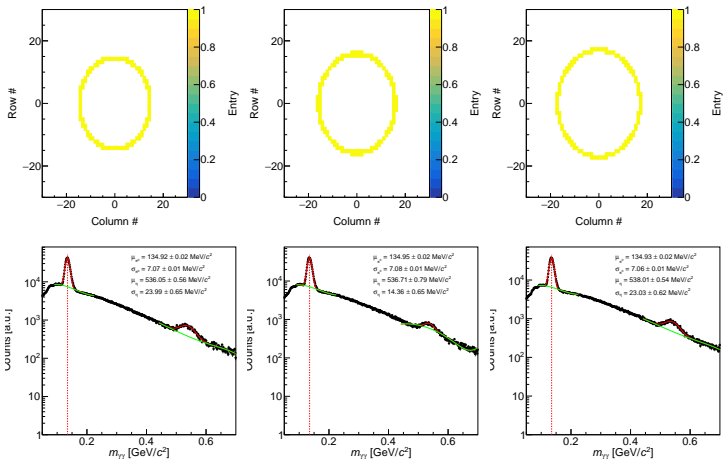 Row #
20
0
−20
−20
0
20
Column #
1
0.8
0.6
0.4
0.2
0
Entry
Row #
20
0
−20
−20
0
20
Column #
1
0.8
0.6
0.4
0.2
0
Entry
Row #
20
0
−20
−20
0
20
Column #
1
0.8
0.6
0.4
0.2
0
Entry
Counts [a.u.]
10⁴
10³
10²
10
1
μπ⁰ = 134.92 ± 0.02 MeV/c²
σπ⁰ = 7.07 ± 0.01 MeV/c²
μη = 536.05 ± 0.56 MeV/c²
ση = 23.99 ± 0.65 MeV/c²
0.2
0.4
0.6
mγγ [GeV/c²]
Counts [a.u.]
10⁴
10³
10²
10
1
μπ⁰ = 134.95 ± 0.02 MeV/c²
σπ⁰ = 7.08 ± 0.01 MeV/c²
μη = 536.71 ± 0.79 MeV/c²
ση = 14.36 ± 0.65 MeV/c²
0.2
0.4
0.6
mγγ [GeV/c²]
Counts [a.u.]
10⁴
10³
10²
10
1
μπ⁰ = 134.93 ± 0.02 MeV/c²
σπ⁰ = 7.06 ± 0.01 MeV/c²
μη = 538.01 ± 0.54 MeV/c²
ση = 23.03 ± 0.62 MeV/c²
0.2
0.4
0.6
mγγ [GeV/c²]